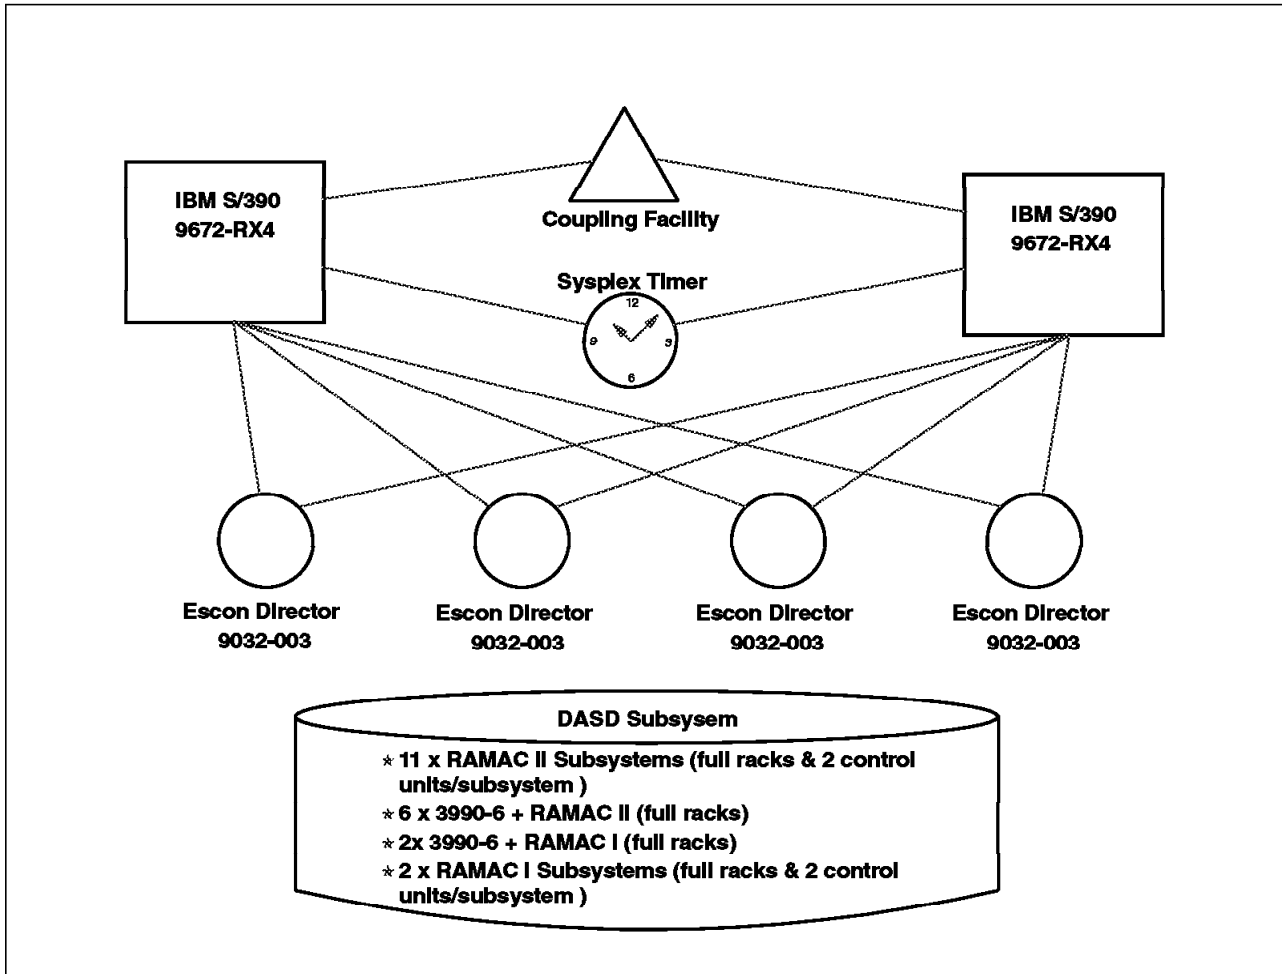 IBM S/390
9672-RX4
Coupling Facility
IBM S/390
9672-RX4
Sysplex Timer
12
9
3
6
Escon Director
9032-003
Escon Director
9032-003
Escon Director
9032-003
Escon Director
9032-003
DASD Subsysem
* 11 x RAMAC II Subsystems (full racks & 2 control
units/subsystem )
* 6 x 3990-6 + RAMAC II (full racks)
* 2x 3990-6 + RAMAC I (full racks)
* 2 x RAMAC I Subsystems (full racks & 2 control
units/subsystem )